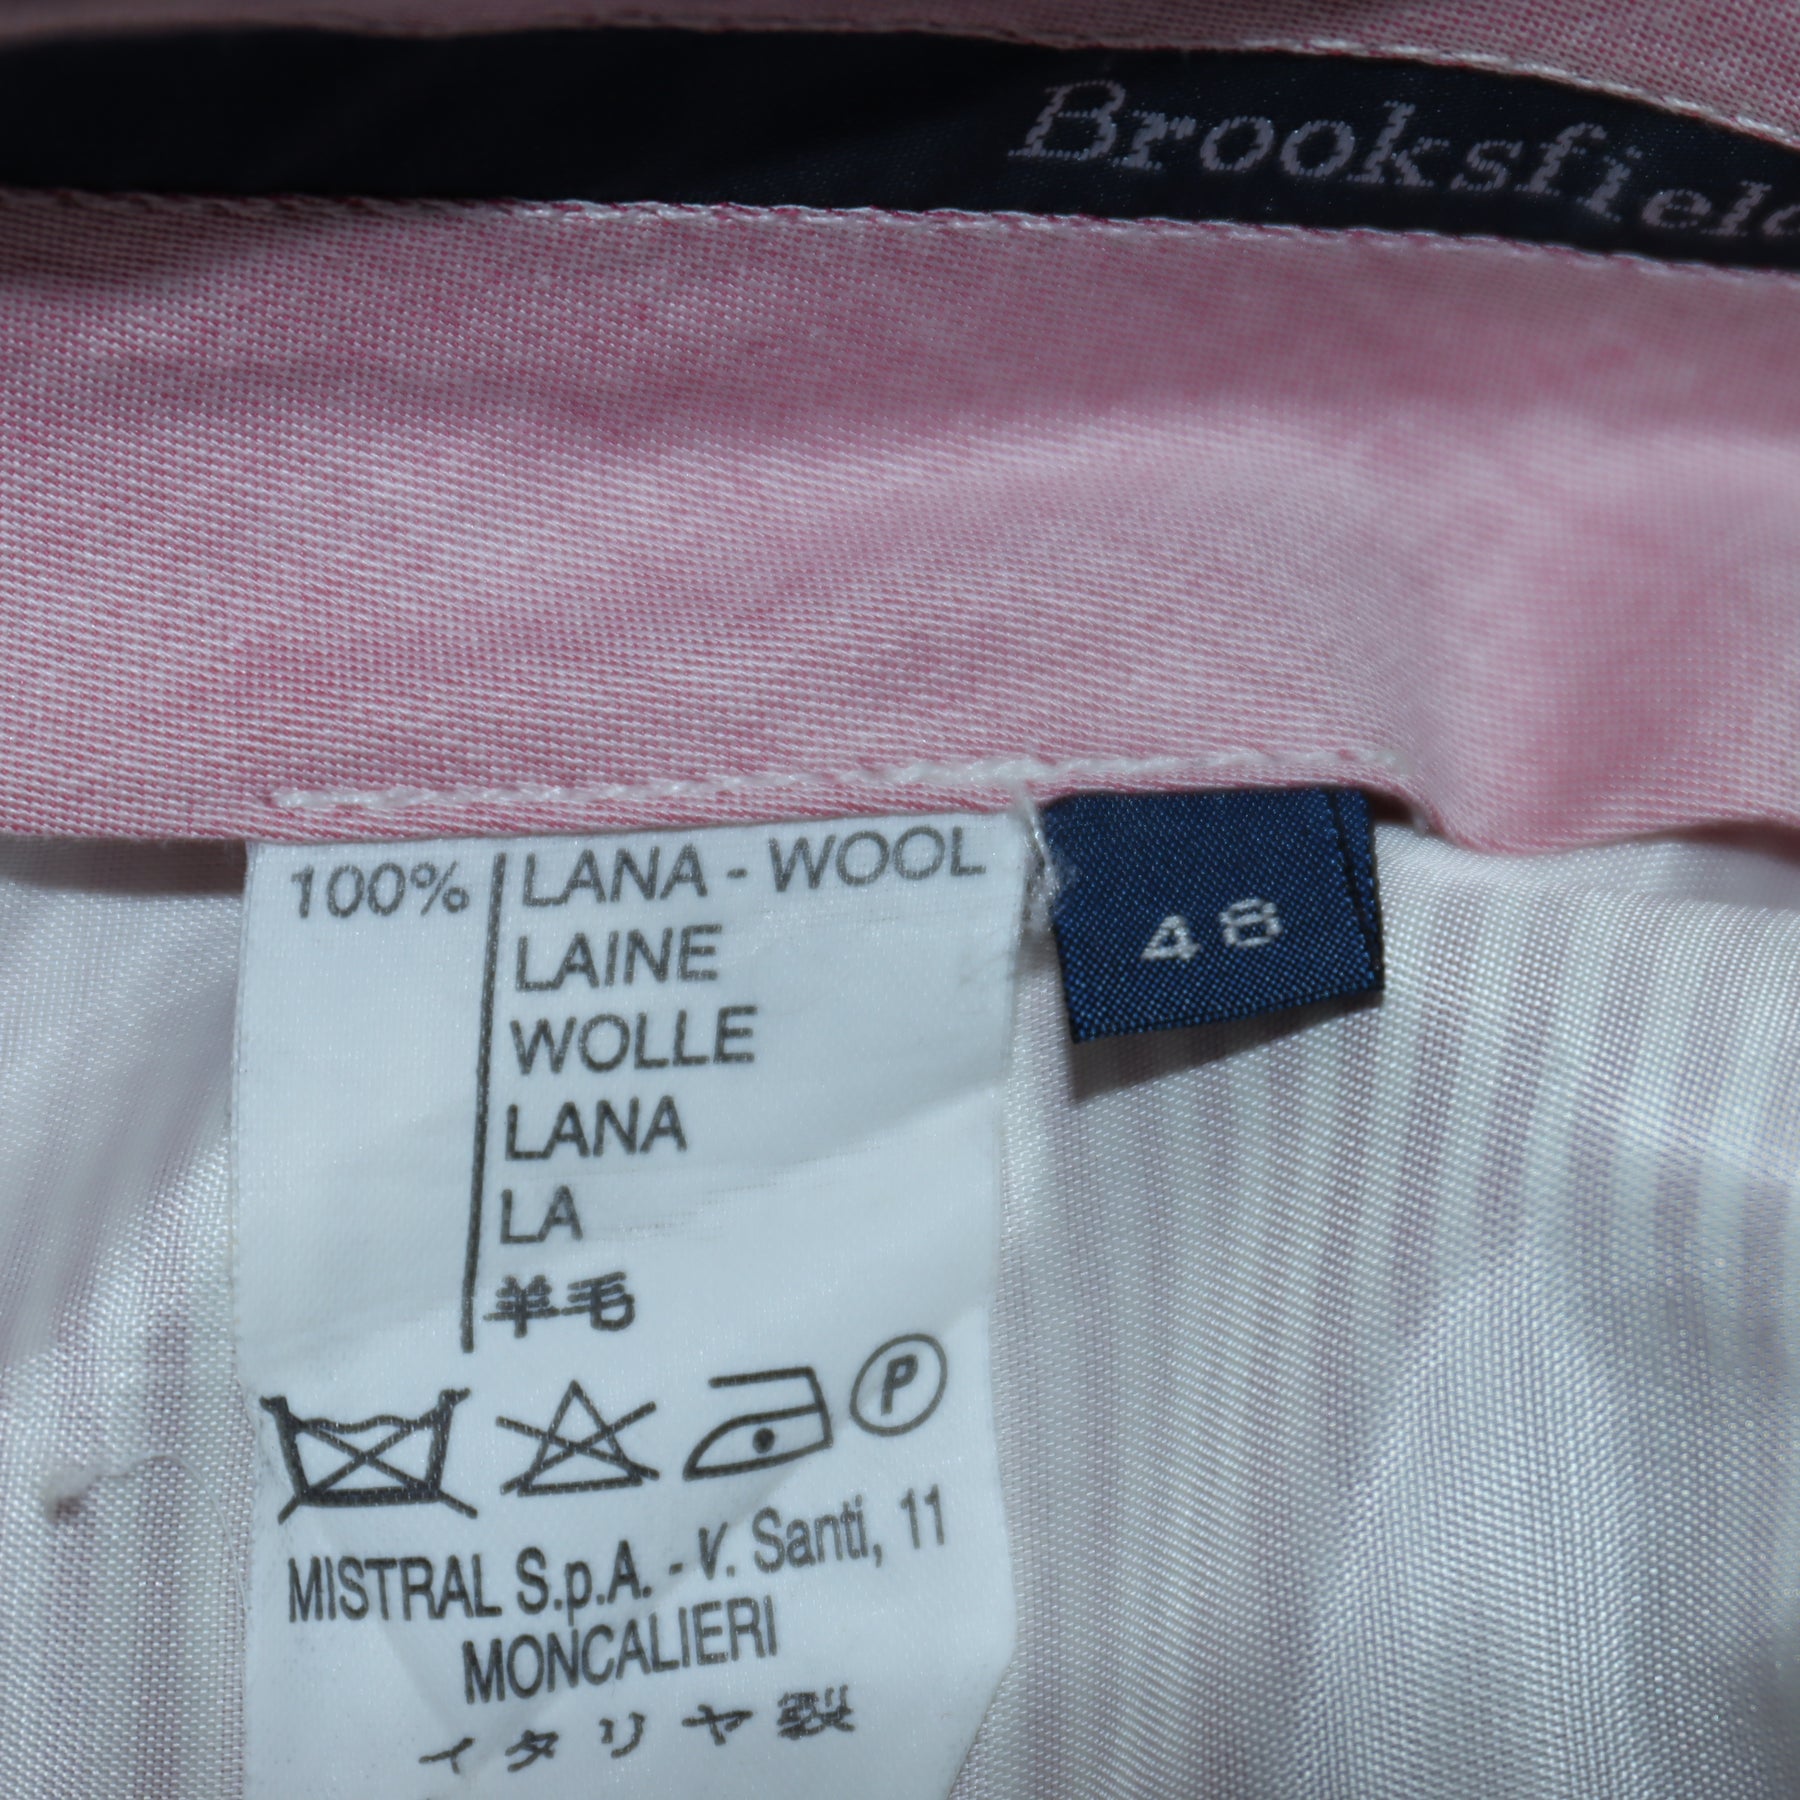 Brooksfield
100% LANA - WOOL
LAINE
WOLLE
LANA
LA
羊毛
48
P
MISTRAL S.p.A. - V. Santi, 11
MONCALIERI
イタリヤ製